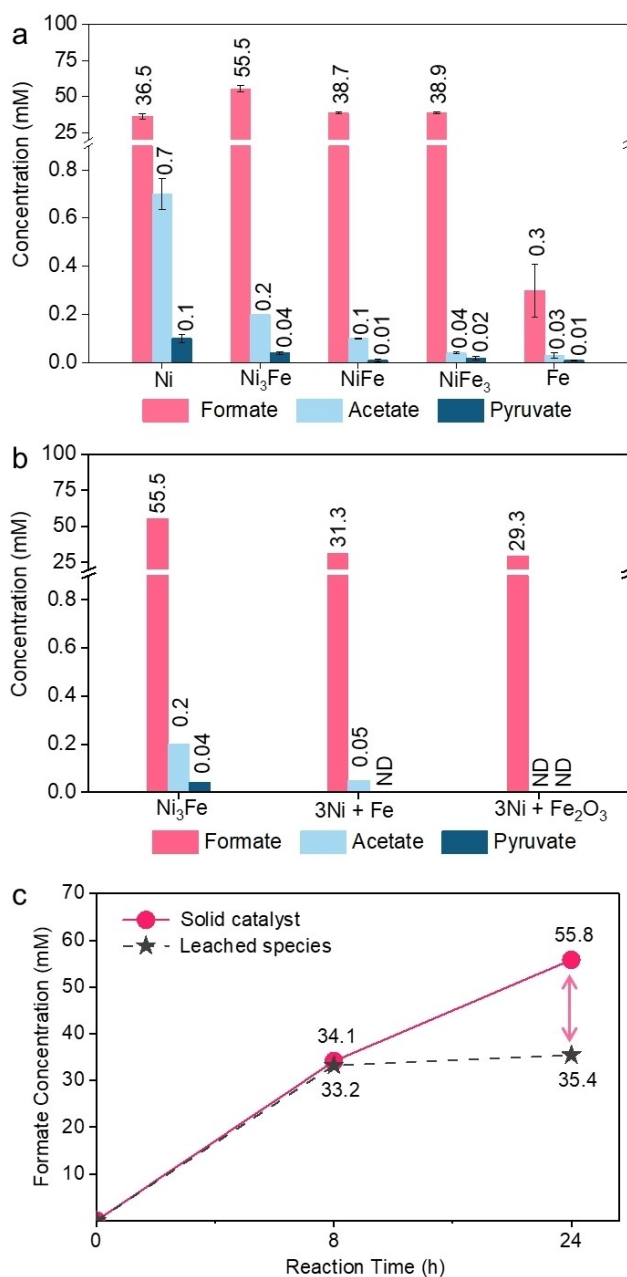 a
Concentration (mM)
100
75
50
25
0.8
0.6
0.4
0.2
0.0
36.5
0.7
0.1
55.5
0.2
0.04
38.7
0.1
0.01
38.9
0.04
0.02
0.3
0.03
0.01
Ni
Ni₃Fe
NiFe
NiFe₃
Fe
Formate
Acetate
Pyruvate
b
Concentration (mM)
100
75
50
25
0.8
0.6
0.4
0.2
0.0
55.5
0.2
0.04
31.3
0.05
ND
29.3
ND
ND
Ni₃Fe
3Ni + Fe
3Ni + Fe₂O₃
Formate
Acetate
Pyruvate
c
Formate Concentration (mM)
70
60
50
40
30
20
10
Solid catalyst
Leached species
34.1
33.2
55.8
35.4
0
8
24
Reaction Time (h)